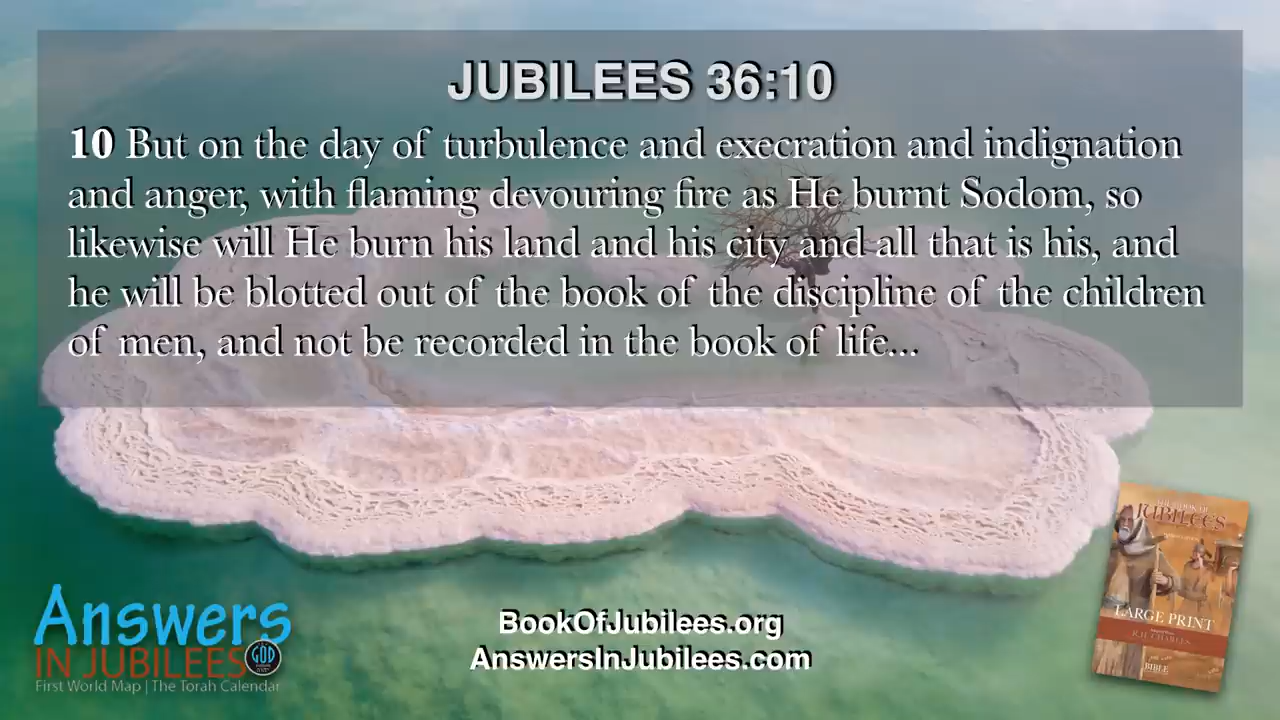 JUBILEES 36:10
10 But on the day of turbulence and execration and indignation
and anger, with flaming devouring fire as He burnt Sodom, so
likewise will He burn his land and his city and all that is his, and
he will be blotted out of the book of the discipline of the children
of men, and not be recorded in the book of life...
Answers
IN JUBILEES
GOD
First World Map | The Torah Calendar
BookOfJubilees.org
AnswersInJubilees.com
JUBILEES
LARGE PRINT
R.H. CHARLES
BIBLE